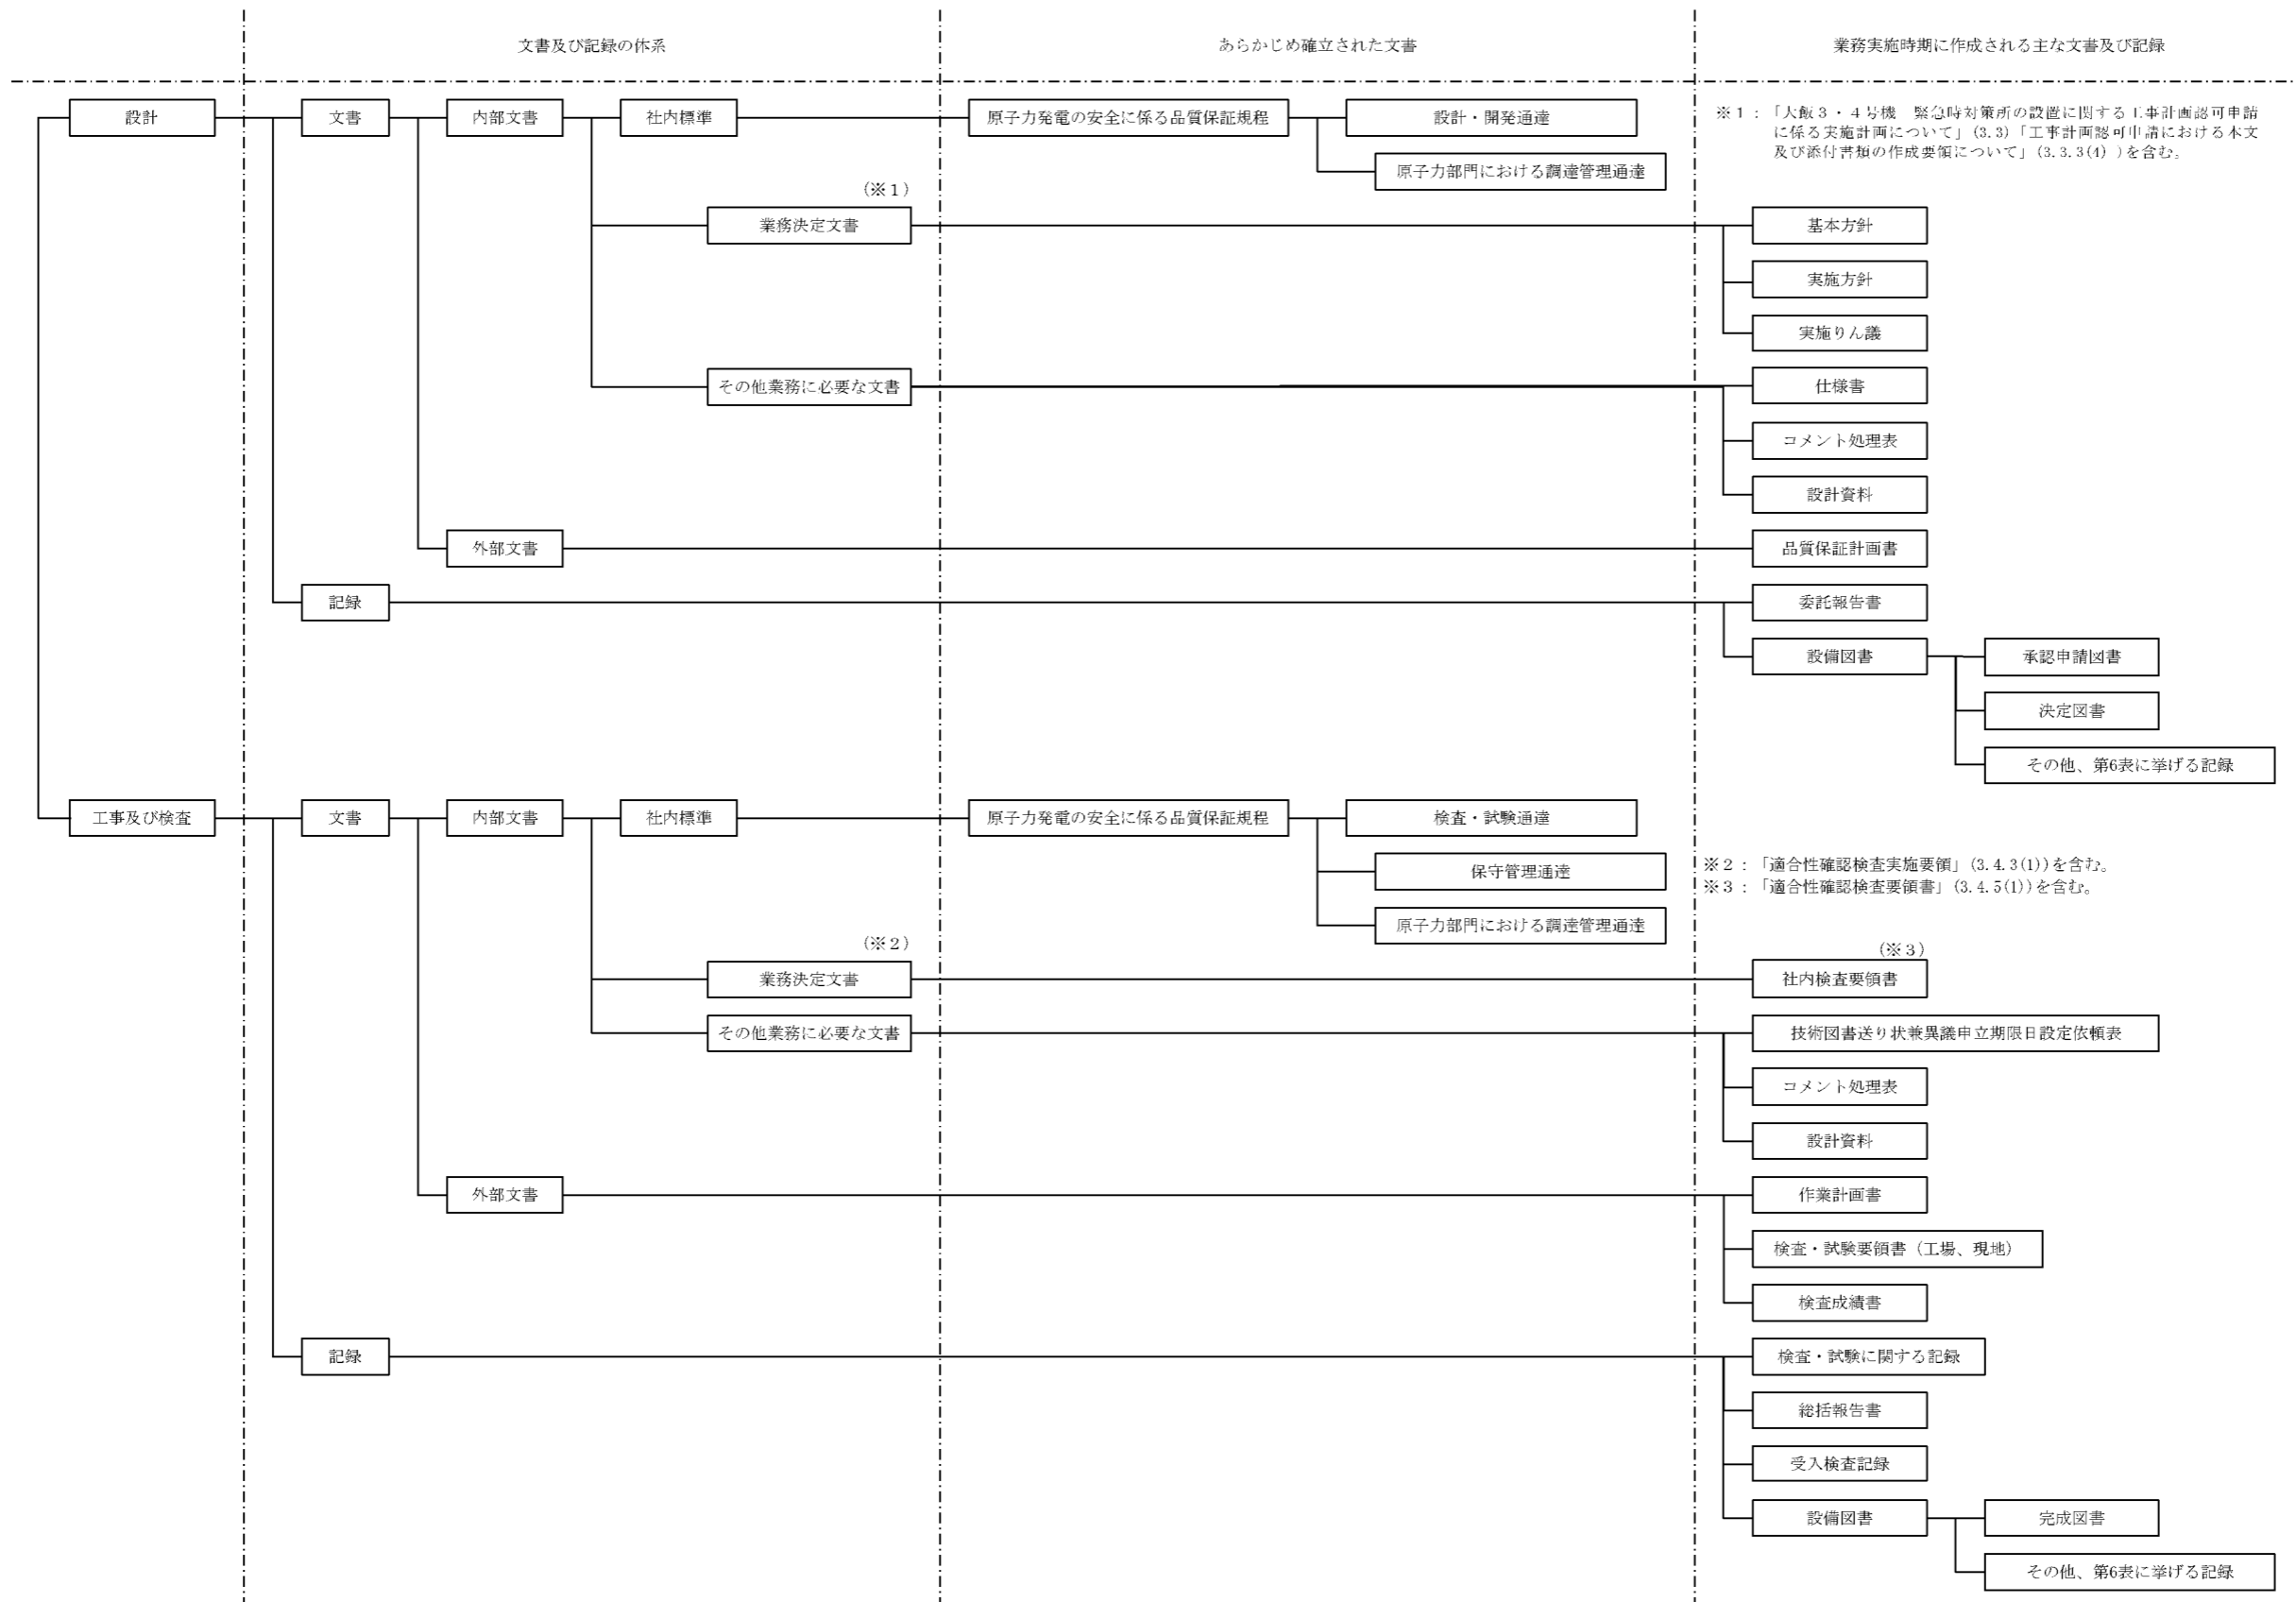 文書及び記録の体系
あらかじめ確立された文書
業務実施時期に作成される主な文書及び記録
設計
文書
内部文書
社内標準
原子力発電の安全に係る品質保証規程
設計・開発通達
※1:「大飯3・4号機 緊急時対策所の設置に関する工事計画認可申請
に係る実施計画について」(3.3)「工事計画認可申請における本文
及び添付書類の作成要領について」(3.3.3(4) )を含む。
原子力部門における調達管理通達
(※1)
業務決定文書
基本方針
実施方針
実施りん議
その他業務に必要な文書
仕様書
コメント処理表
設計資料
外部文書
品質保証計画書
記録
委託報告書
設備図書
承認申請図書
決定図書
その他、第6表に挙げる記録
工事及び検査
文書
内部文書
社内標準
原子力発電の安全に係る品質保証規程
検査・試験通達
保守管理通達
※2:「適合性確認検査実施要領」(3.4.3(1))を含む。
※3:「適合性確認検査要領書」(3.4.5(1))を含む。
原子力部門における調達管理通達
(※2)
(※3)
業務決定文書
社内検査要領書
その他業務に必要な文書
技術図書送り状兼異議申立期限日設定依頼表
コメント処理表
設計資料
外部文書
作業計画書
検査・試験要領書(工場、現地)
検査成績書
記録
検査・試験に関する記録
総括報告書
受入検査記録
設備図書
完成図書
その他、第6表に挙げる記録